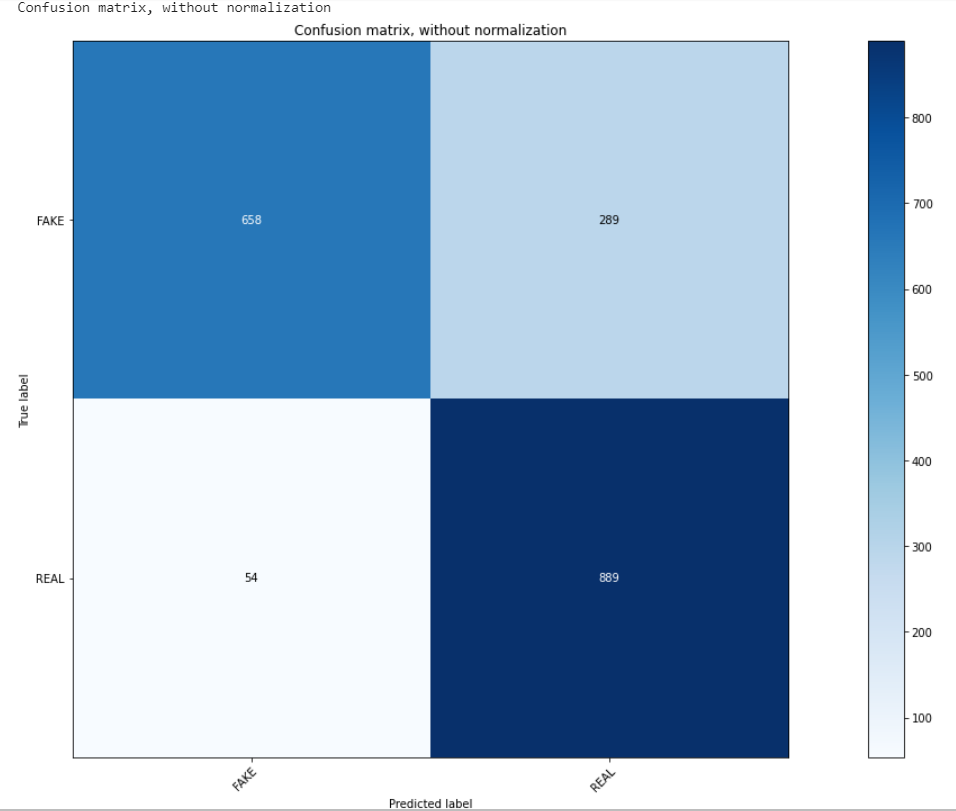 Confusion matrix, without normalization
Confusion matrix, without normalization
FAKE
658
289
REAL
54
889
True label
FAKE
REAL
Predicted label
800
700
600
500
400
300
200
100